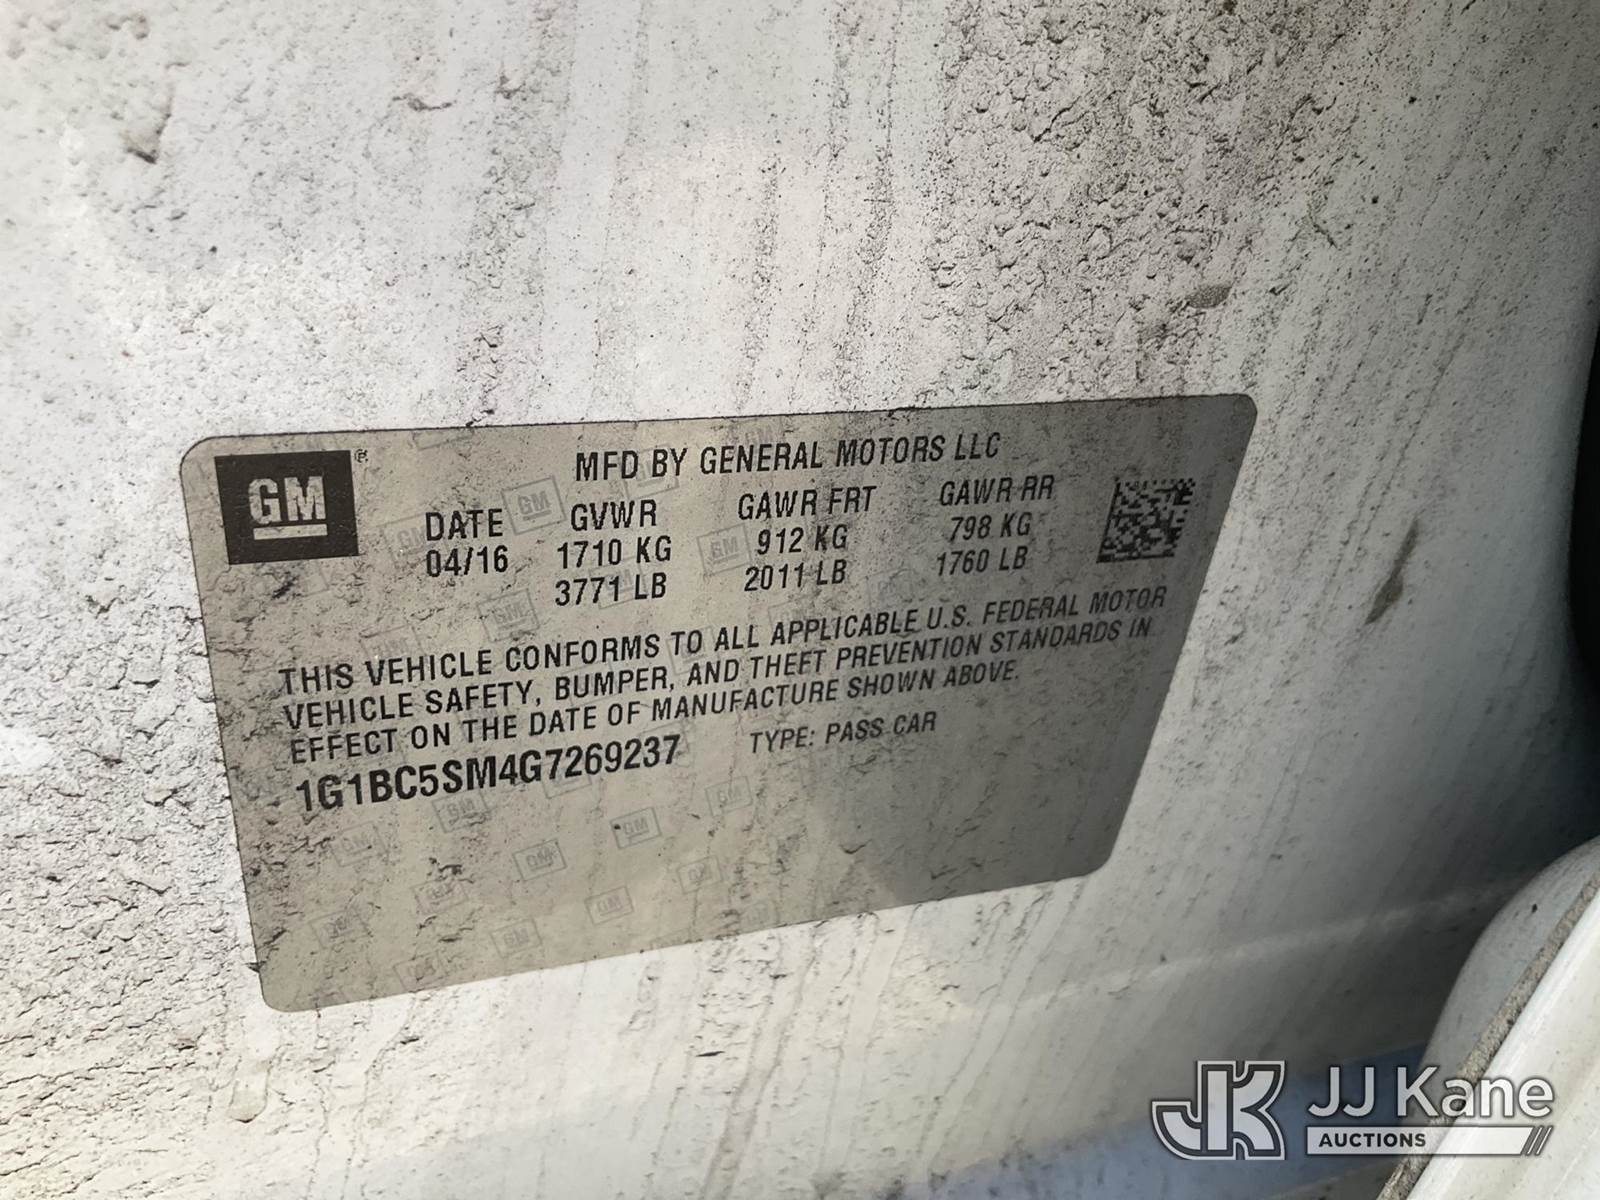 GM®
MFD BY GENERAL MOTORS LLC
DATE GVWR GAWR FRT GAWR RR
04/16 1710 KG 912 KG 798 KG
3771 LB 2011 LB 1760 LB
THIS VEHICLE CONFORMS TO ALL APPLICABLE U.S. FEDERAL MOTOR
VEHICLE SAFETY, BUMPER, AND THEFT PREVENTION STANDARDS IN
EFFECT ON THE DATE OF MANUFACTURE SHOWN ABOVE.
1G1BC5SM4G7269237 TYPE: PASS CAR
JK JJ Kane
AUCTIONS